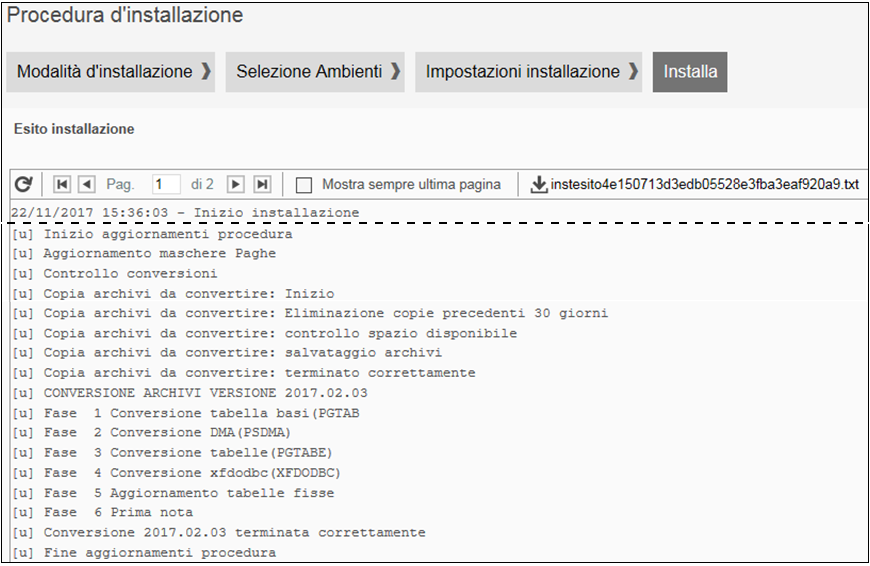 Procedura d'installazione
Modalità d'installazione ❯ Selezione Ambienti ❯ Impostazioni installazione ❯ Installa
Esito installazione
Pag. 1 di 2 Mostra sempre ultima pagina instesito4e150713d3edb05528e3fba3eaf920a9.txt
22/11/2017 15:36:03 - Inizio installazione
[u] Inizio aggiornamenti procedura
[u] Aggiornamento maschere Paghe
[u] Controllo conversioni
[u] Copia archivi da convertire: Inizio
[u] Copia archivi da convertire: Eliminazione copie precedenti 30 giorni
[u] Copia archivi da convertire: controllo spazio disponibile
[u] Copia archivi da convertire: salvataggio archivi
[u] Copia archivi da convertire: terminato correttamente
[u] CONVERSIONE ARCHIVI VERSIONE 2017.02.03
[u] Fase  1 Conversione tabella basi(PGTAB
[u] Fase  2 Conversione DMA(PSDMA)
[u] Fase  3 Conversione tabelle(PGTABE)
[u] Fase  4 Conversione xfdodbc(XFDODBC)
[u] Fase  5 Aggiornamento tabelle fisse
[u] Fase  6 Prima nota
[u] Conversione 2017.02.03 terminata correttamente
[u] Fine aggiornamenti procedura